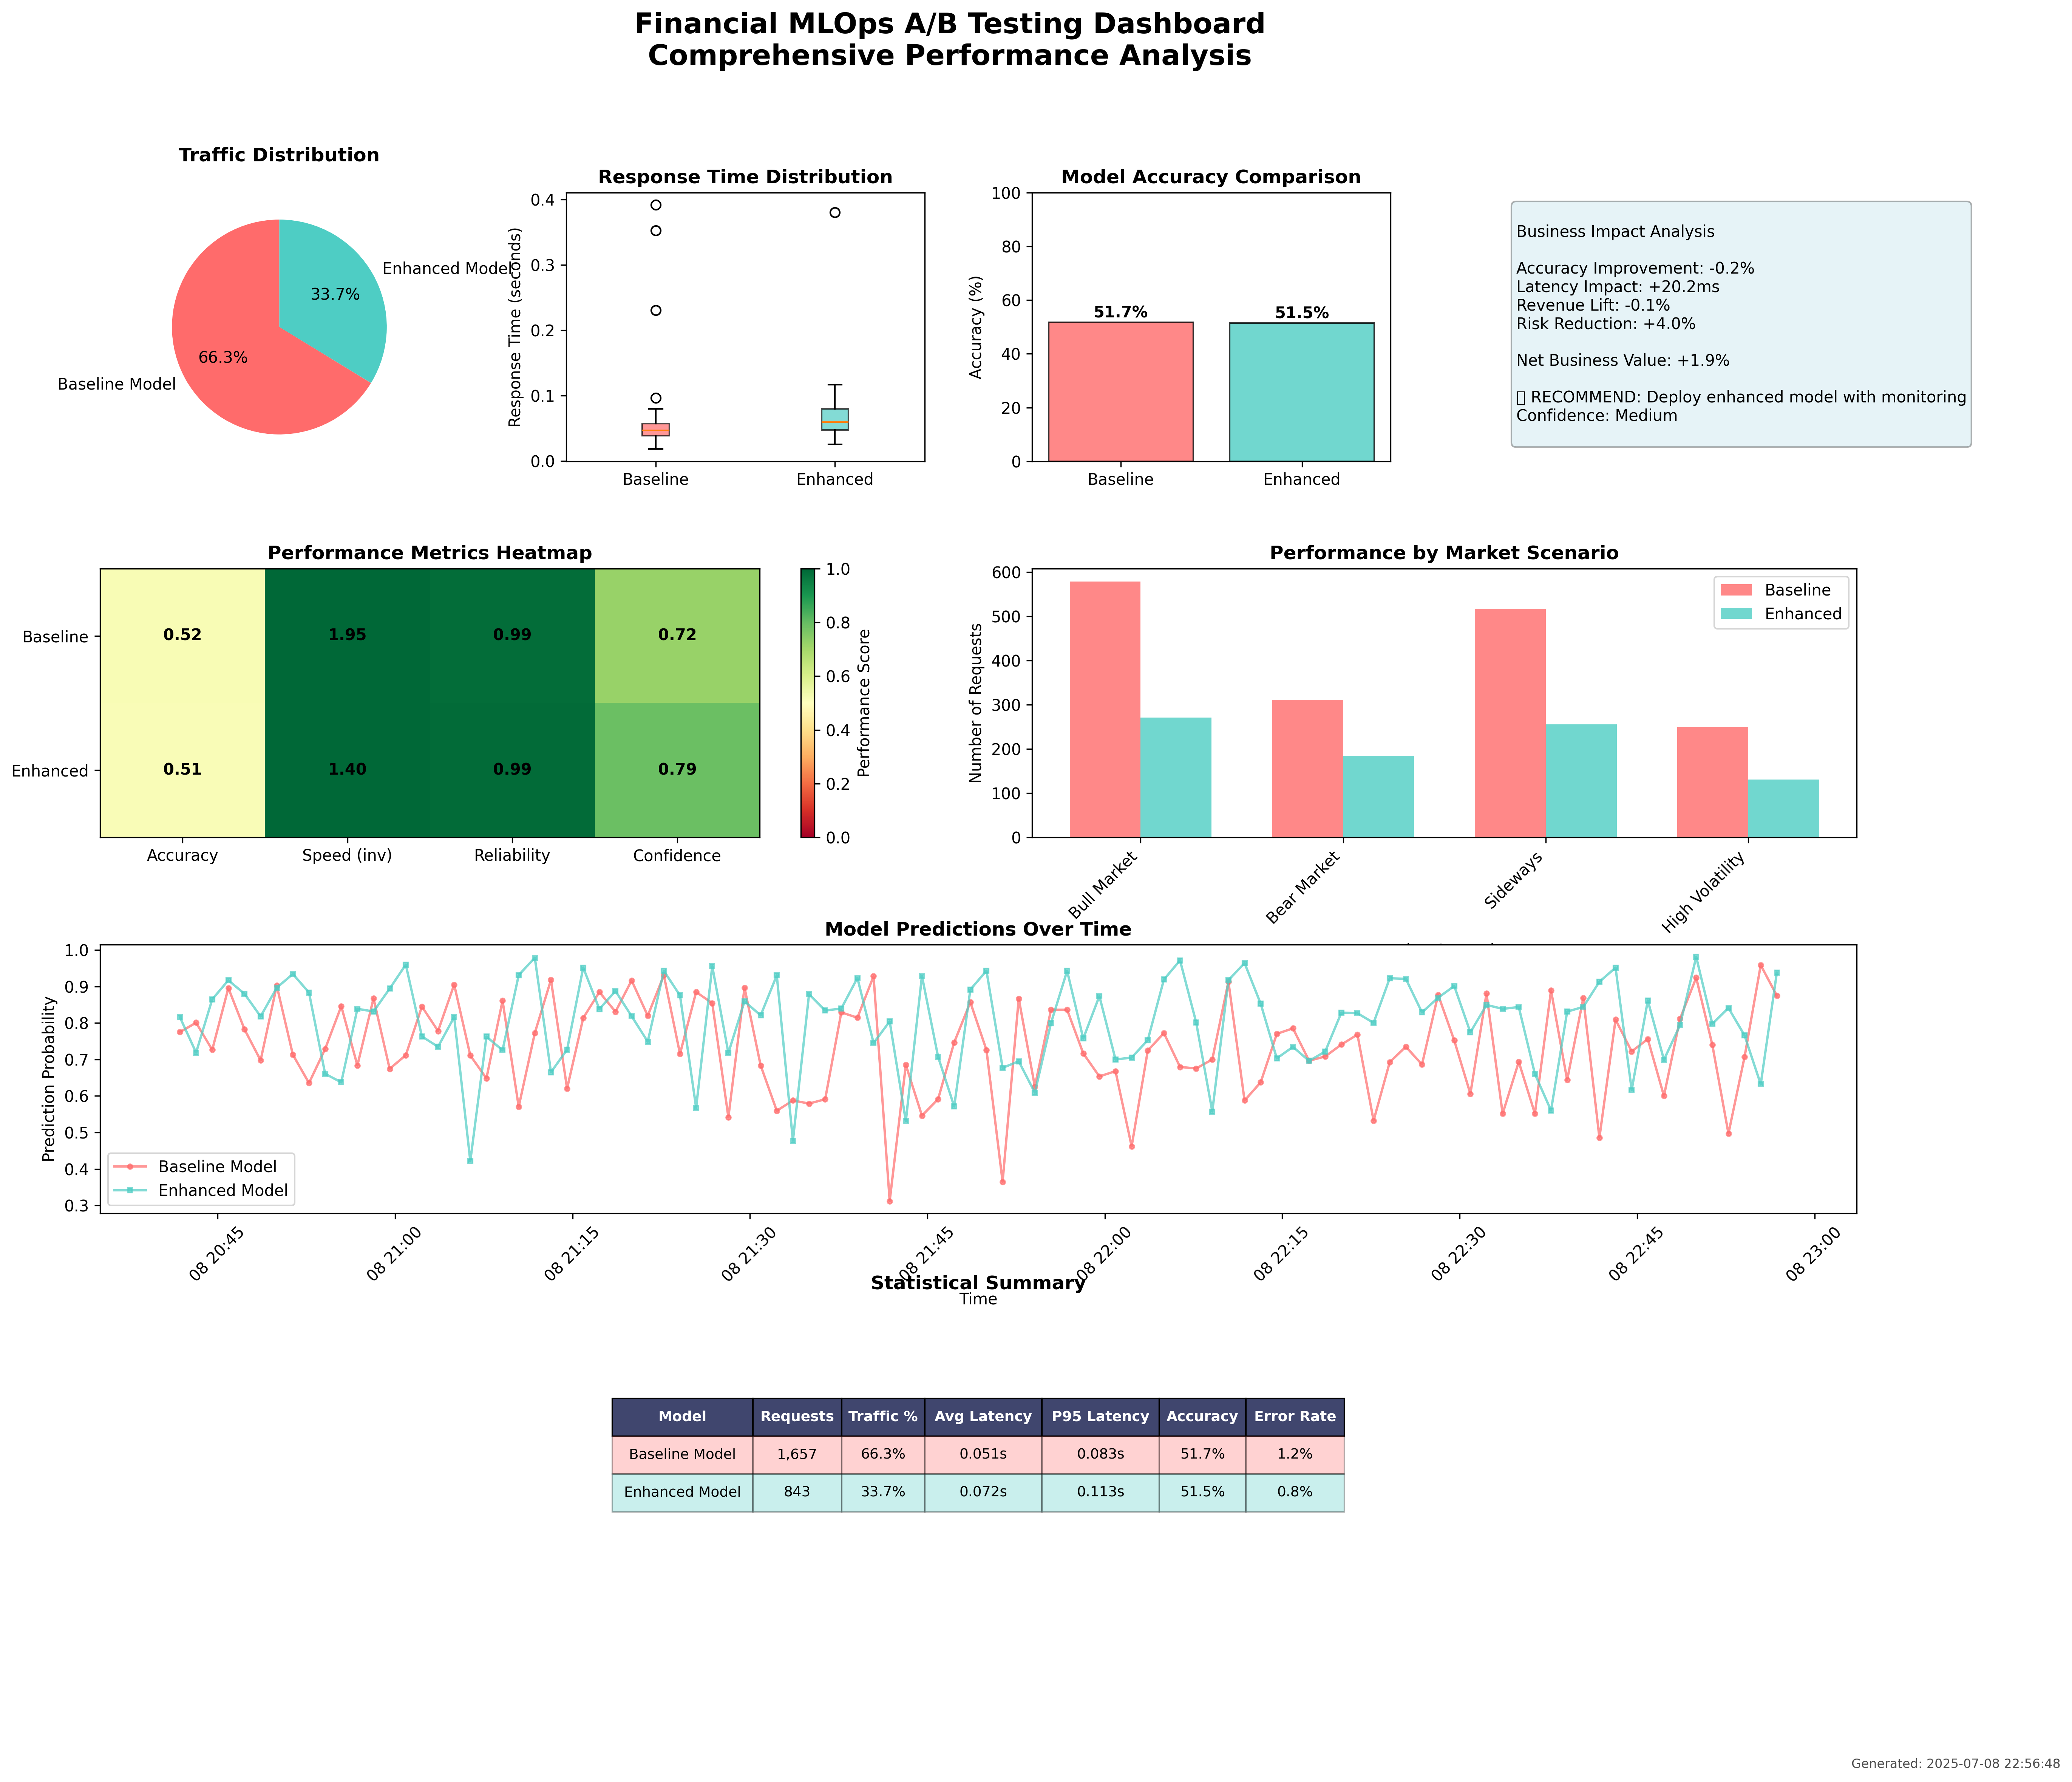 Financial MLOps A/B Testing Dashboard
Comprehensive Performance Analysis
Traffic Distribution
Enhanced Model
33.7%
66.3%
Baseline Model
Response Time Distribution
Response Time (seconds)
0.4
0.3
0.2
0.1
0.0
Baseline
Enhanced
Model Accuracy Comparison
Accuracy (%)
100
80
60
40
20
0
51.7%
51.5%
Baseline
Enhanced
Business Impact Analysis
Accuracy Improvement: -0.2%
Latency Impact: +20.2ms
Revenue Lift: -0.1%
Risk Reduction: +4.0%
Net Business Value: +1.9%
RECOMMEND: Deploy enhanced model with monitoring
Confidence: Medium
Performance Metrics Heatmap
Baseline
0.52
1.95
0.99
0.72
Enhanced
0.51
1.40
0.99
0.79
Accuracy
Speed (inv)
Reliability
Confidence
1.0
0.8
0.6
0.4
0.2
0.0
Performance Score
Performance by Market Scenario
Number of Requests
600
500
400
300
200
100
0
Baseline
Enhanced
Bull Market
Bear Market
Sideways
High Volatility
Model Predictions Over Time
Prediction Probability
1.0
0.9
0.8
0.7
0.6
0.5
0.4
0.3
Baseline Model
Enhanced Model
08 20:45
08 21:00
08 21:15
08 21:30
08 21:45
08 22:00
08 22:15
08 22:30
08 22:45
08 23:00
Time
Statistical Summary
Model Requests Traffic % Avg Latency P95 Latency Accuracy Error Rate
Baseline Model 1,657 66.3% 0.051s 0.083s 51.7% 1.2%
Enhanced Model 843 33.7% 0.072s 0.113s 51.5% 0.8%
Generated: 2025-07-08 22:56:48